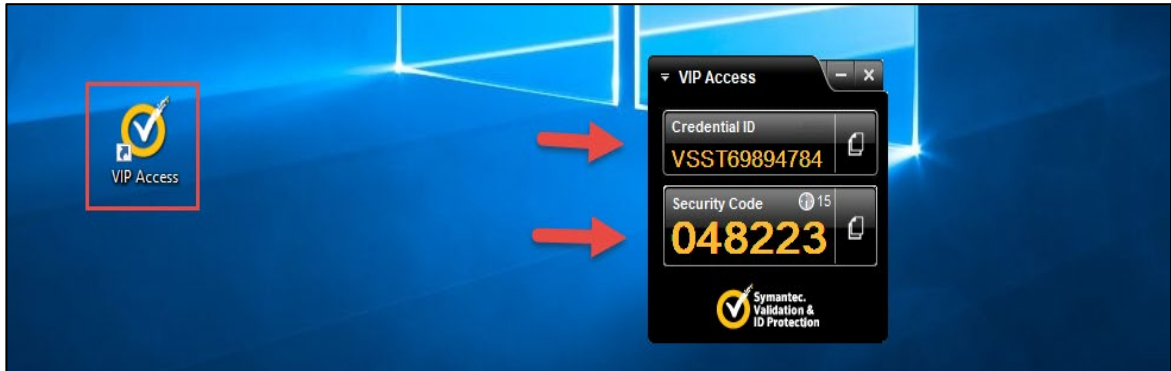 VIP Access
VIP Access
Credential ID
VSST69894784
Security Code 15
048223
Symantec.
Validation &
ID Protection